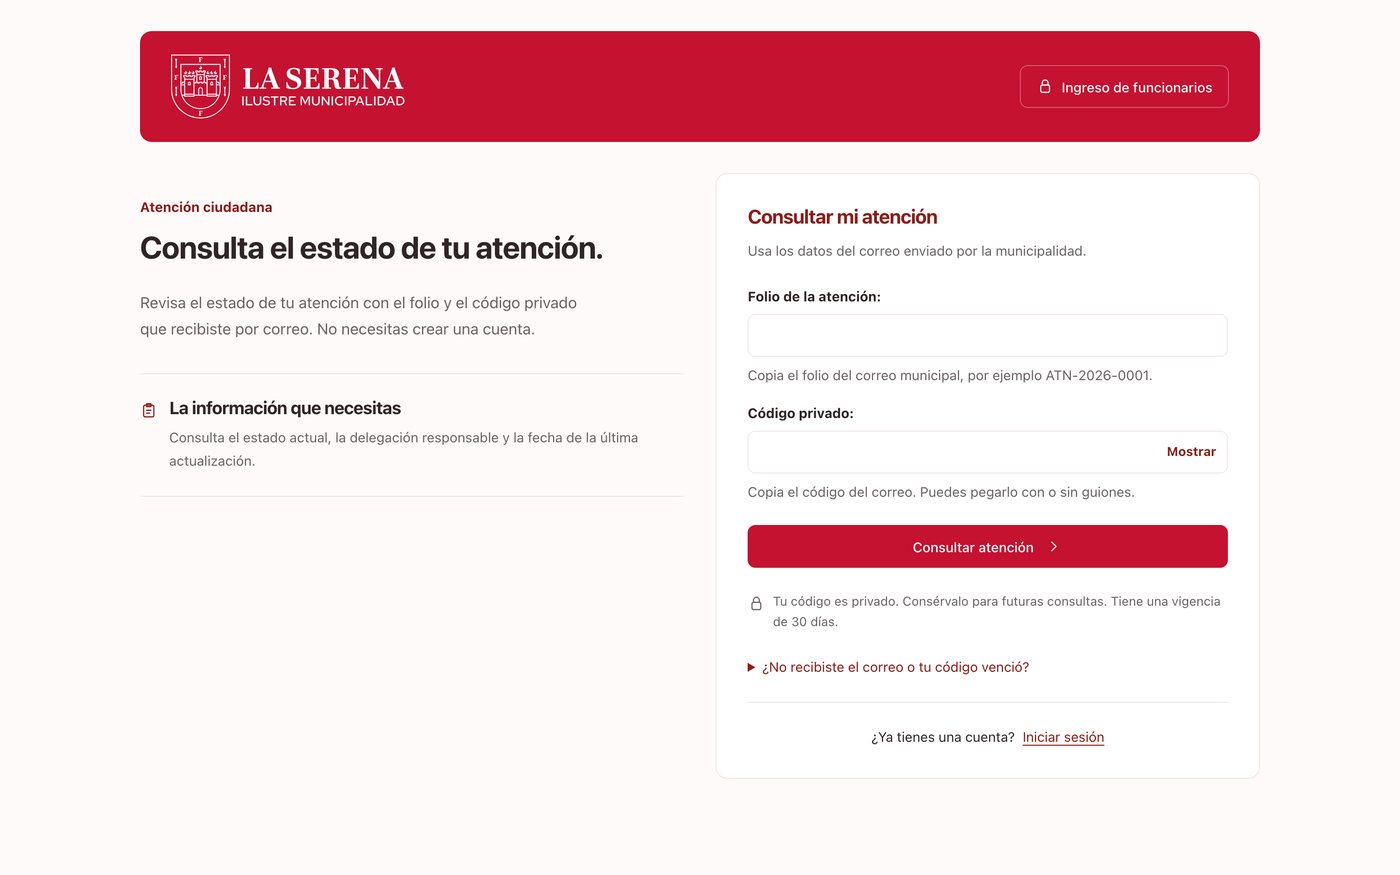 LA SERENA
ILUSTRE MUNICIPALIDAD
Ingreso de funcionarios
Atención ciudadana
Consulta el estado de tu atención.
Revisa el estado de tu atención con el folio y el código privado
que recibiste por correo. No necesitas crear una cuenta.
La información que necesitas
Consulta el estado actual, la delegación responsable y la fecha de la última
actualización.
Consultar mi atención
Usa los datos del correo enviado por la municipalidad.
Folio de la atención:
Copia el folio del correo municipal, por ejemplo ATN-2026-0001.
Código privado:
Mostrar
Copia el código del correo. Puedes pegarlo con o sin guiones.
Consultar atención
Tu código es privado. Consérvalo para futuras consultas. Tiene una vigencia
de 30 días.
¿No recibiste el correo o tu código venció?
¿Ya tienes una cuenta? Iniciar sesión